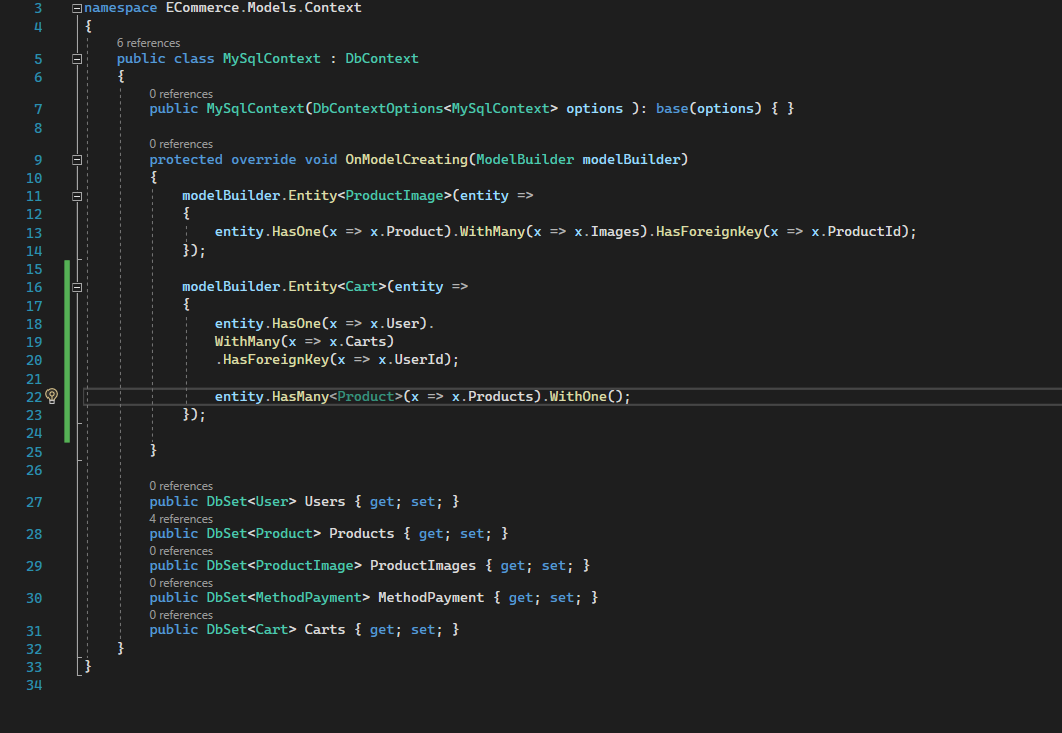 3 namespace ECommerce.Models.Context
4 {
6 references
5 public class MySqlContext : DbContext
6 {
0 references
7 public MySqlContext(DbContextOptions<MySqlContext> options ): base(options) { }
8
0 references
9 protected override void OnModelCreating(ModelBuilder modelBuilder)
10 {
11 modelBuilder.Entity<ProductImage>(entity =>
12 {
13 entity.HasOne(x => x.Product).WithMany(x => x.Images).HasForeignKey(x => x.ProductId);
14 });
15
16 modelBuilder.Entity<Cart>(entity =>
17 {
18 entity.HasOne(x => x.User).
19 WithMany(x => x.Carts)
20 .HasForeignKey(x => x.UserId);
21
22 entity.HasMany<Product>(x => x.Products).WithOne();
23 });
24
25 }
26
0 references
27 public DbSet<User> Users { get; set; }
4 references
28 public DbSet<Product> Products { get; set; }
0 references
29 public DbSet<ProductImage> ProductImages { get; set; }
0 references
30 public DbSet<MethodPayment> MethodPayment { get; set; }
0 references
31 public DbSet<Cart> Carts { get; set; }
32 }
33 }
34